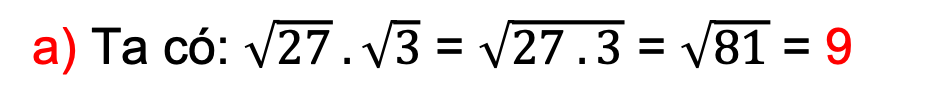 a) Ta có: √27 . √3 = √27 . 3 = √81 = 9